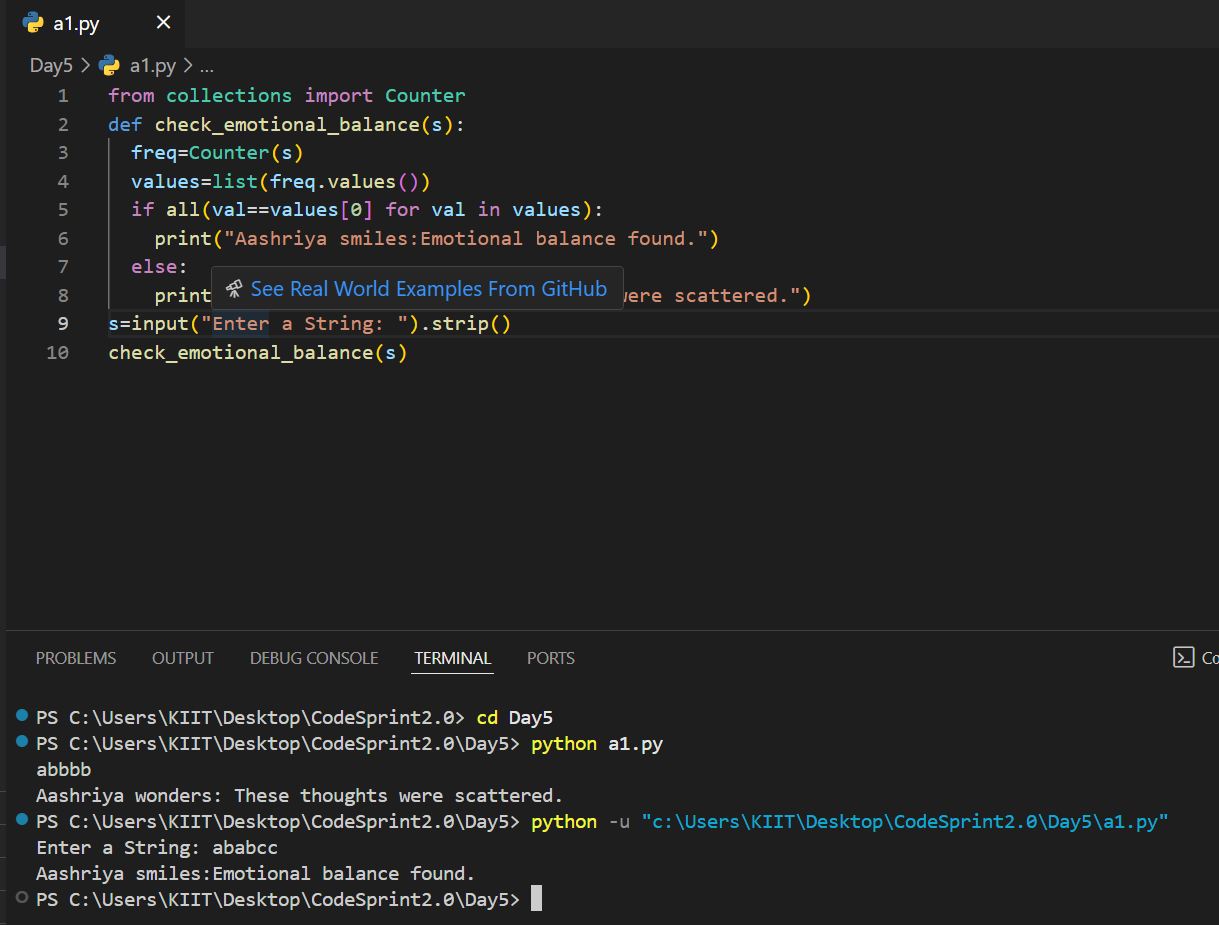 a1.py
Day5 > a1.py > ...
1 from collections import Counter
2 def check_emotional_balance(s):
3   freq=Counter(s)
4   values=list(freq.values())
5   if all(val==values[0] for val in values):
6     print("Aashriya smiles:Emotional balance found.")
7   else:
See Real World Examples From GitHub
8     print were scattered.")
9 s=input("Enter a String: ").strip()
10 check_emotional_balance(s)
PROBLEMS OUTPUT DEBUG CONSOLE TERMINAL PORTS Co
PS C:\Users\KIIT\Desktop\CodeSprint2.0> cd Day5
PS C:\Users\KIIT\Desktop\CodeSprint2.0\Day5> python a1.py
abbbb
Aashriya wonders: These thoughts were scattered.
PS C:\Users\KIIT\Desktop\CodeSprint2.0\Day5> python -u "c:\Users\KIIT\Desktop\CodeSprint2.0\Day5\a1.py"
Enter a String: ababcc
Aashriya smiles:Emotional balance found.
PS C:\Users\KIIT\Desktop\CodeSprint2.0\Day5>